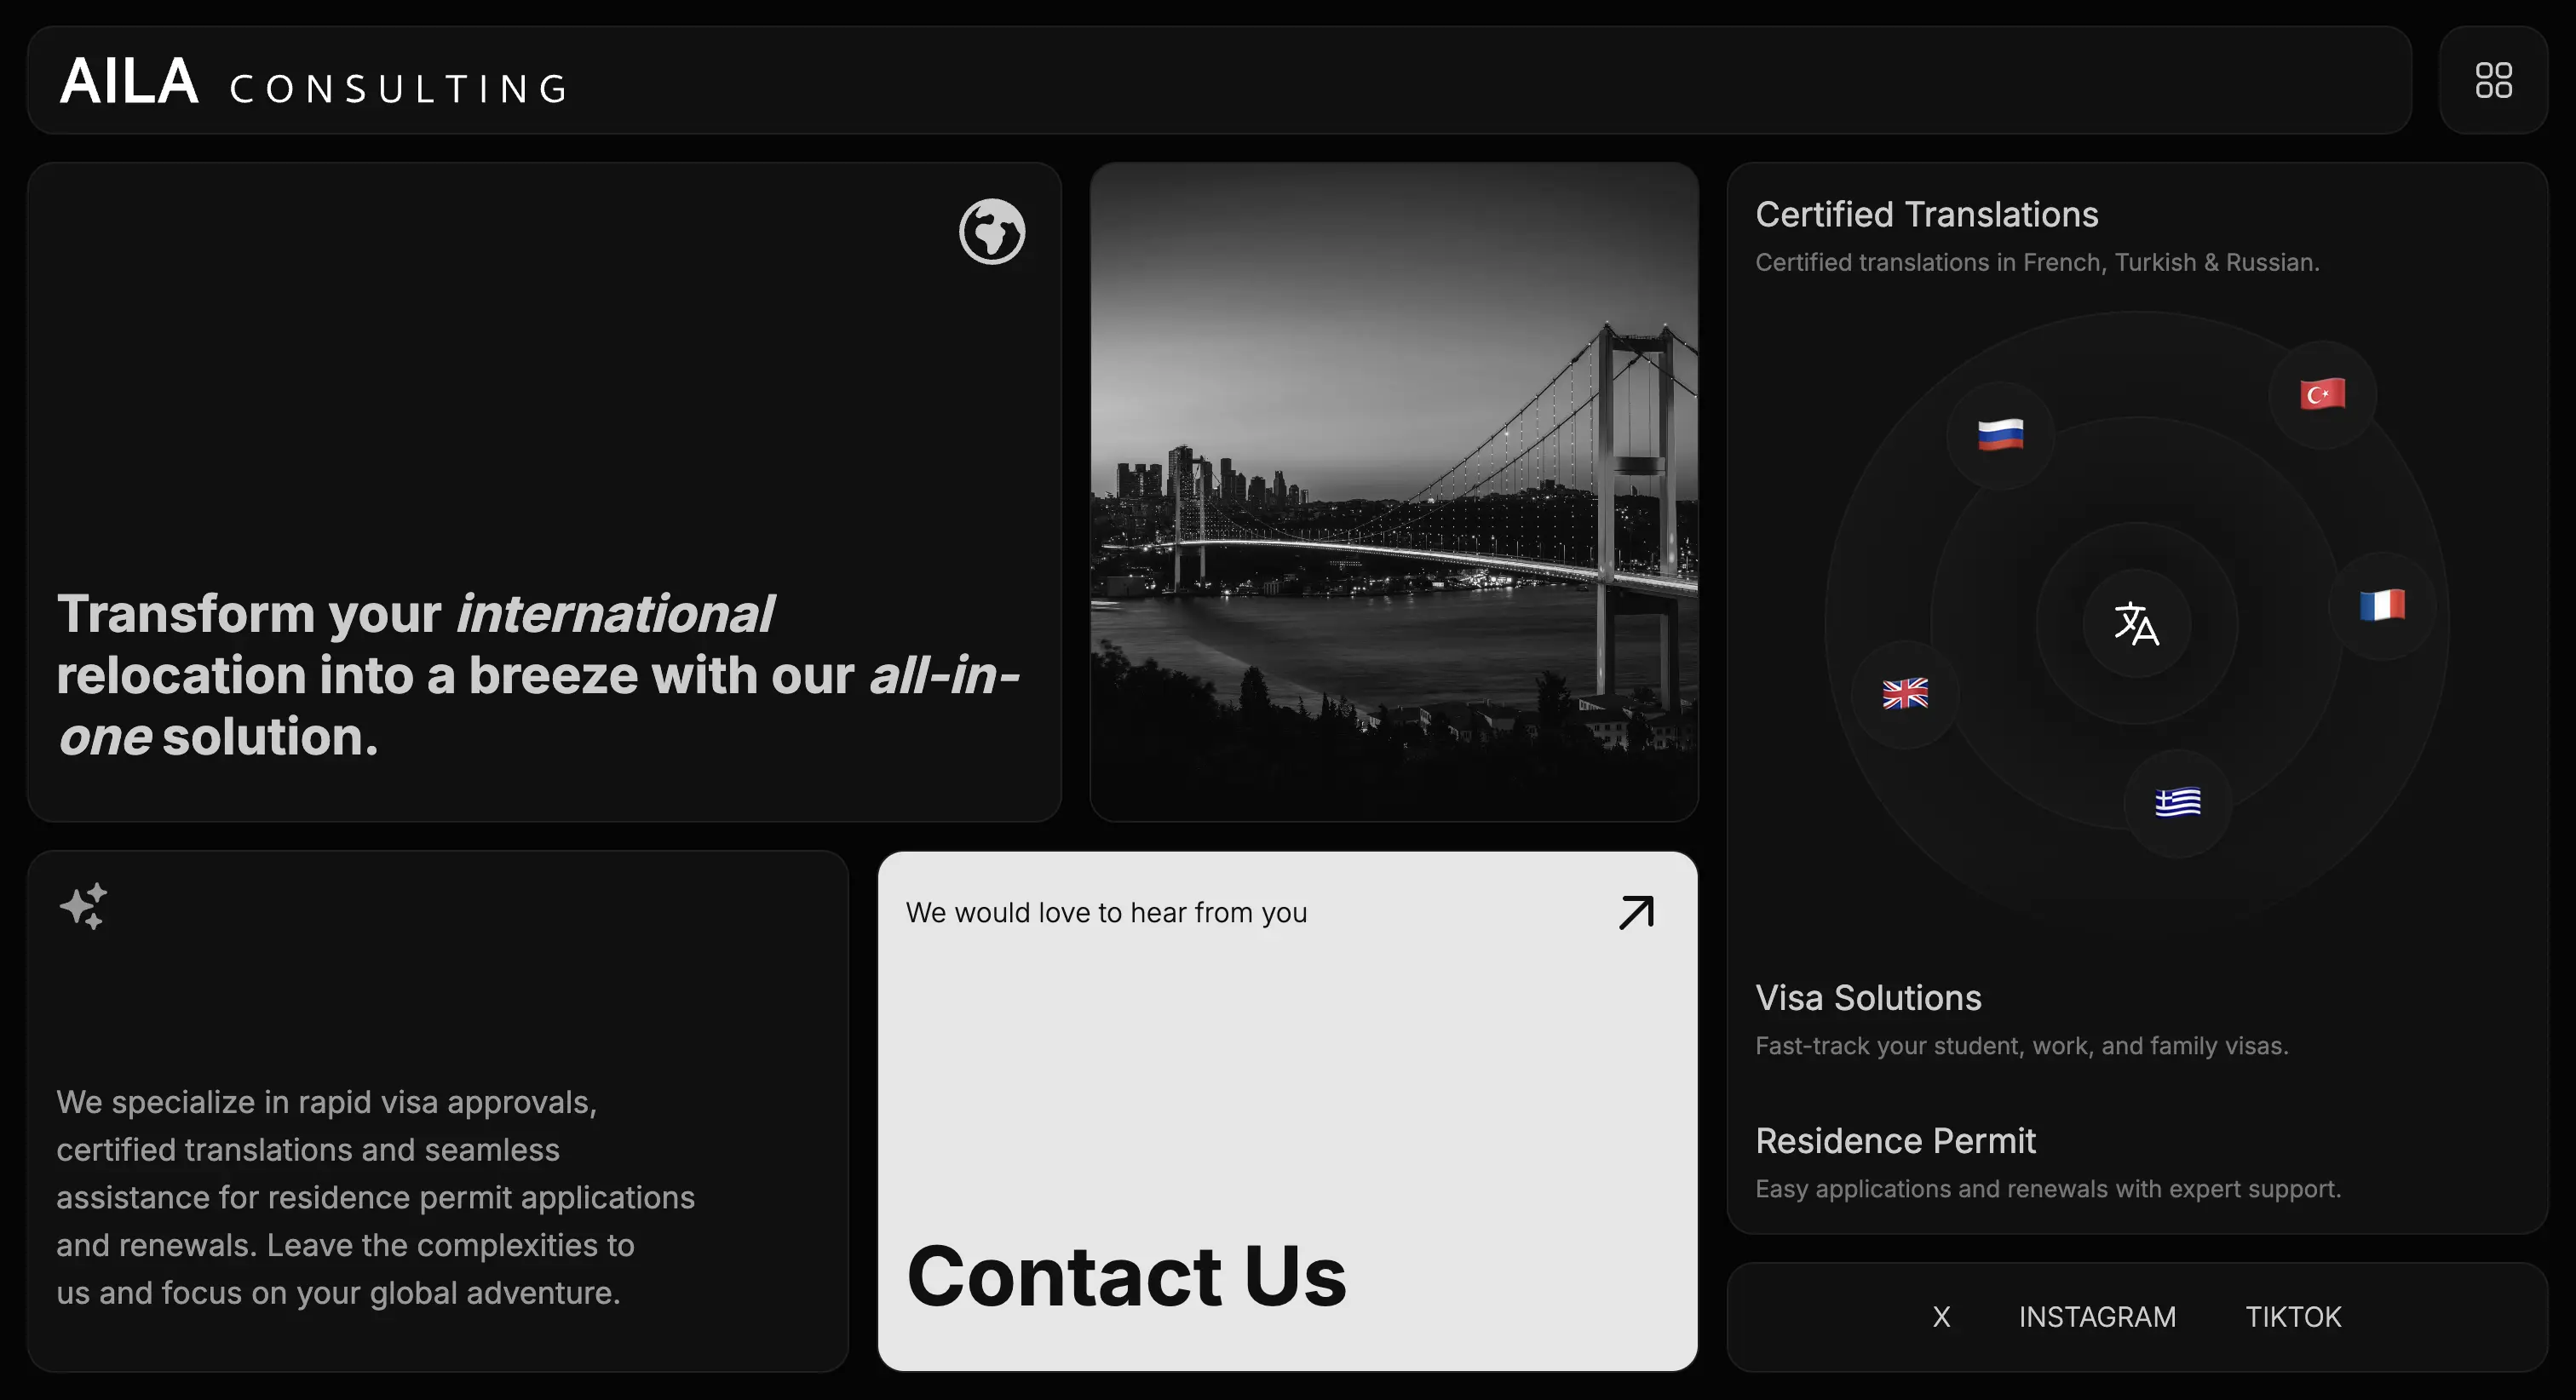 AILA CONSULTING
Transform your international
relocation into a breeze with our all-in-
one solution.
Certified Translations
Certified translations in French, Turkish & Russian.
Visa Solutions
Fast-track your student, work, and family visas.
Residence Permit
Easy applications and renewals with expert support.
We specialize in rapid visa approvals,
certified translations and seamless
assistance for residence permit applications
and renewals. Leave the complexities to
us and focus on your global adventure.
We would love to hear from you
Contact Us
X INSTAGRAM TIKTOK